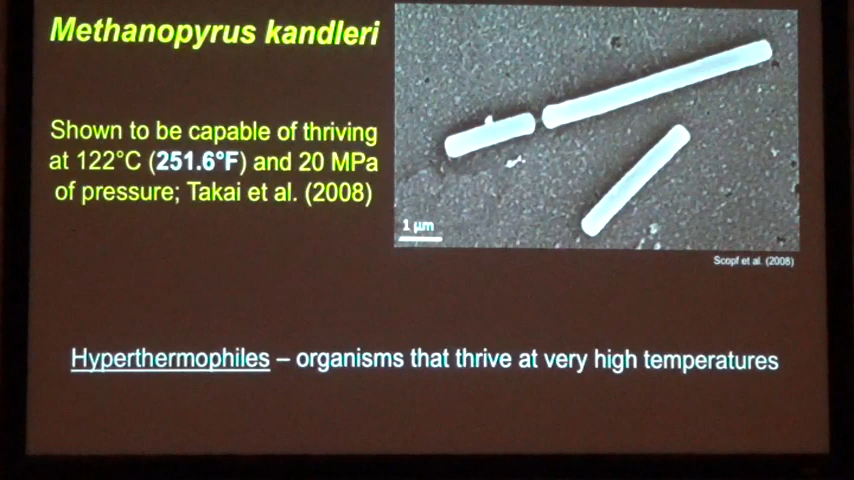 Methanopyrus kandleri
Shown to be capable of thriving
at 122°C (251.6°F) and 20 MPa
of pressure; Takai et al. (2008)
1 µm
Scopf et al. (2008)
Hyperthermophiles – organisms that thrive at very high temperatures